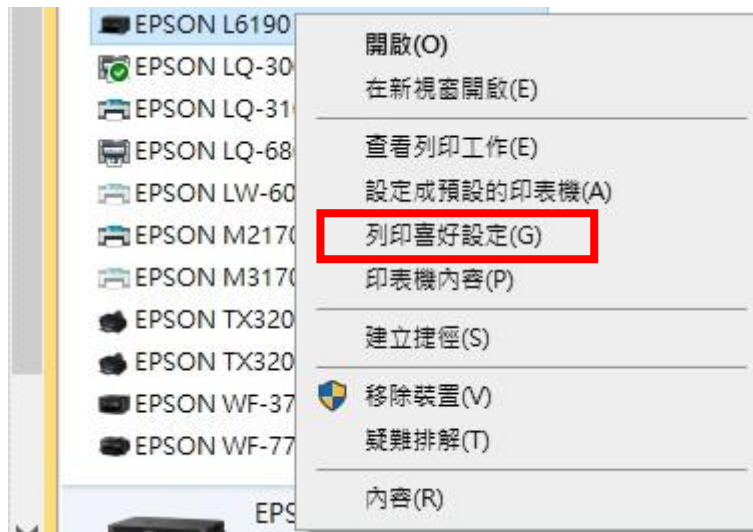 EPSON L6190
EPSON LQ-30
EPSON LQ-31
EPSON LQ-68
EPSON LW-60
EPSON M2170
EPSON M3170
EPSON TX320
EPSON TX320
EPSON WF-37
EPSON WF-77
EPS
開啟(O)
在新視窗開啟(E)
查看列印工作(E)
設定成預設的印表機(A)
列印喜好設定(G)
印表機內容(P)
建立捷徑(S)
移除裝置(V)
疑難排解(T)
內容(R)